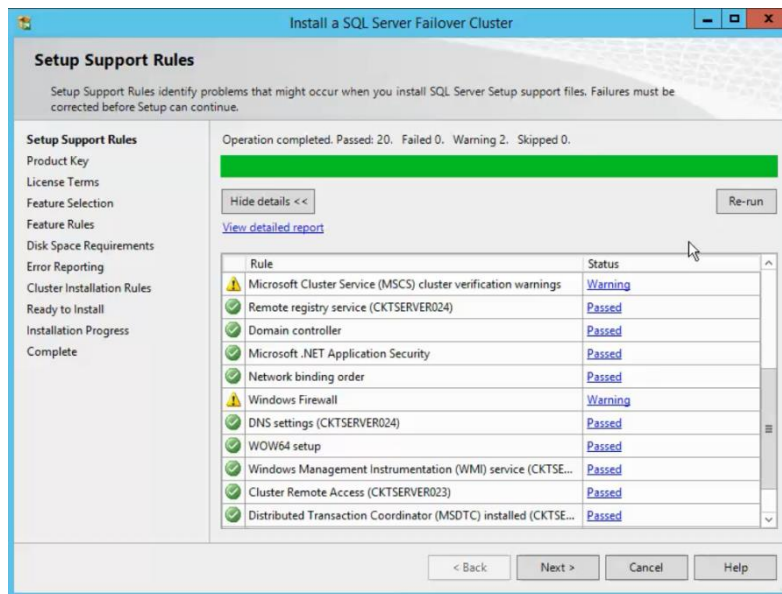 Install a SQL Server Failover Cluster
Setup Support Rules
Setup Support Rules identify problems that might occur when you install SQL Server Setup support files. Failures must be
corrected before Setup can continue.
Setup Support Rules
Product Key
License Terms
Feature Selection
Feature Rules
Disk Space Requirements
Error Reporting
Cluster Installation Rules
Ready to Install
Installation Progress
Complete
Operation completed. Passed: 20. Failed 0. Warning 2. Skipped 0.
Hide details <<
Re-run
View detailed report
Rule Status
Microsoft Cluster Service (MSCS) cluster verification warnings Warning
Remote registry service (CKTSERVER024) Passed
Domain controller Passed
Microsoft .NET Application Security Passed
Network binding order Passed
Windows Firewall Warning
DNS settings (CKTSERVER024) Passed
WOW64 setup Passed
Windows Management Instrumentation (WMI) service (CKTSE... Passed
Cluster Remote Access (CKTSERVER023) Passed
Distributed Transaction Coordinator (MSDTC) installed (CKTSE... Passed
< Back Next > Cancel Help